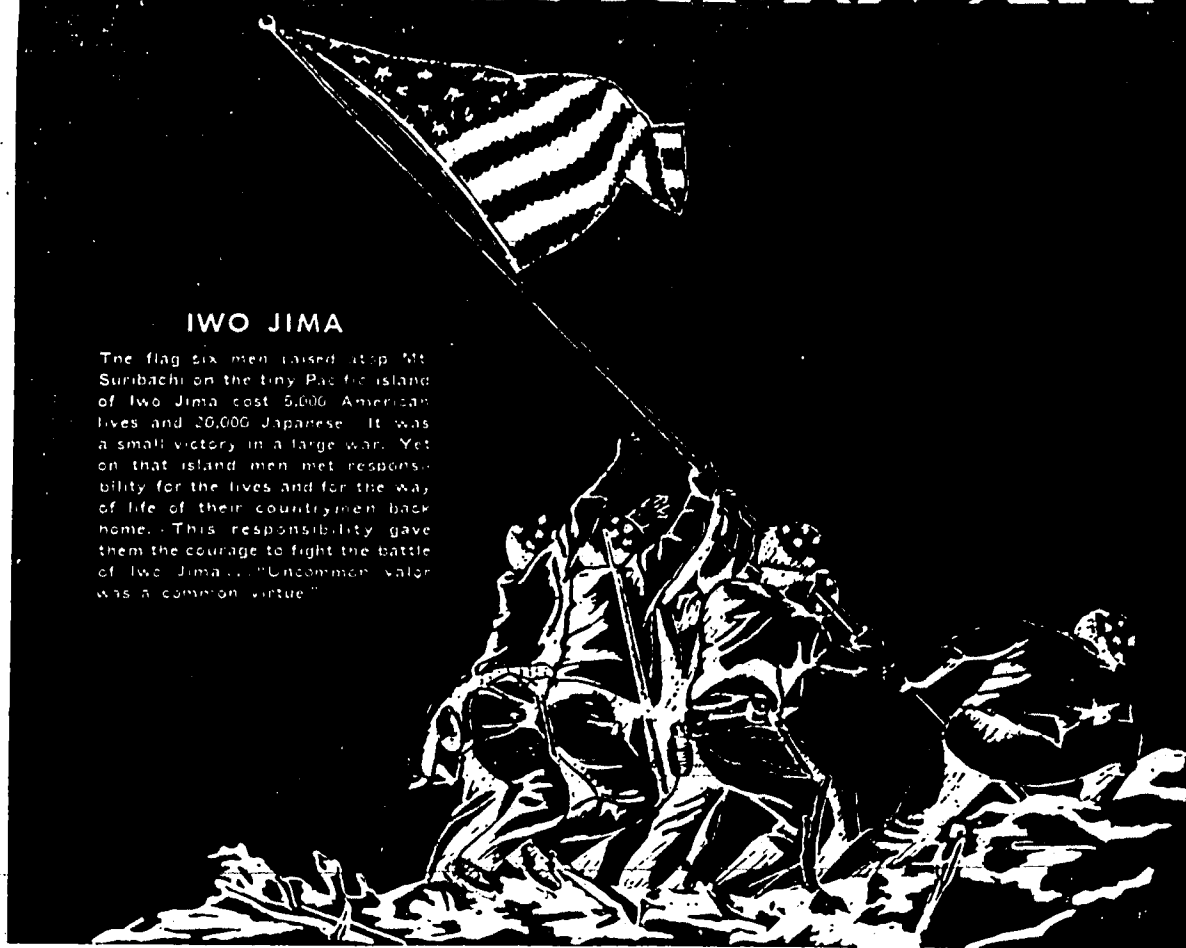 IWO JIMA
The flag six men raised atop Mt.
Suribachi on the tiny Pacific island
of Iwo Jima cost 5,000 American
lives and 20,000 Japanese. It was
a small victory in a large war. Yet
on that island men met responsi-
bility for the lives and for the way
of life of their countrymen back
home. This responsibility gave
them the courage to fight the battle
of Iwo Jima...."Uncommon valor
was a common virtue."